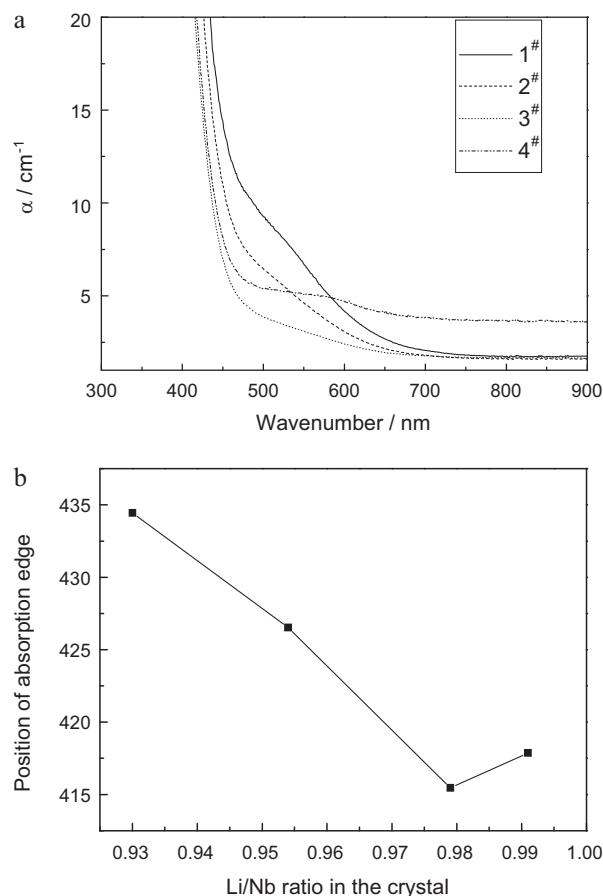 a
20
15
10
5
α / cm-1
300 400 500 600 700 800 900
Wavenumber / nm
1#
2#
3#
4#
b
435
430
425
420
415
Position of absorption edge
0.93 0.94 0.95 0.96 0.97 0.98 0.99 1.00
Li/Nb ratio in the crystal